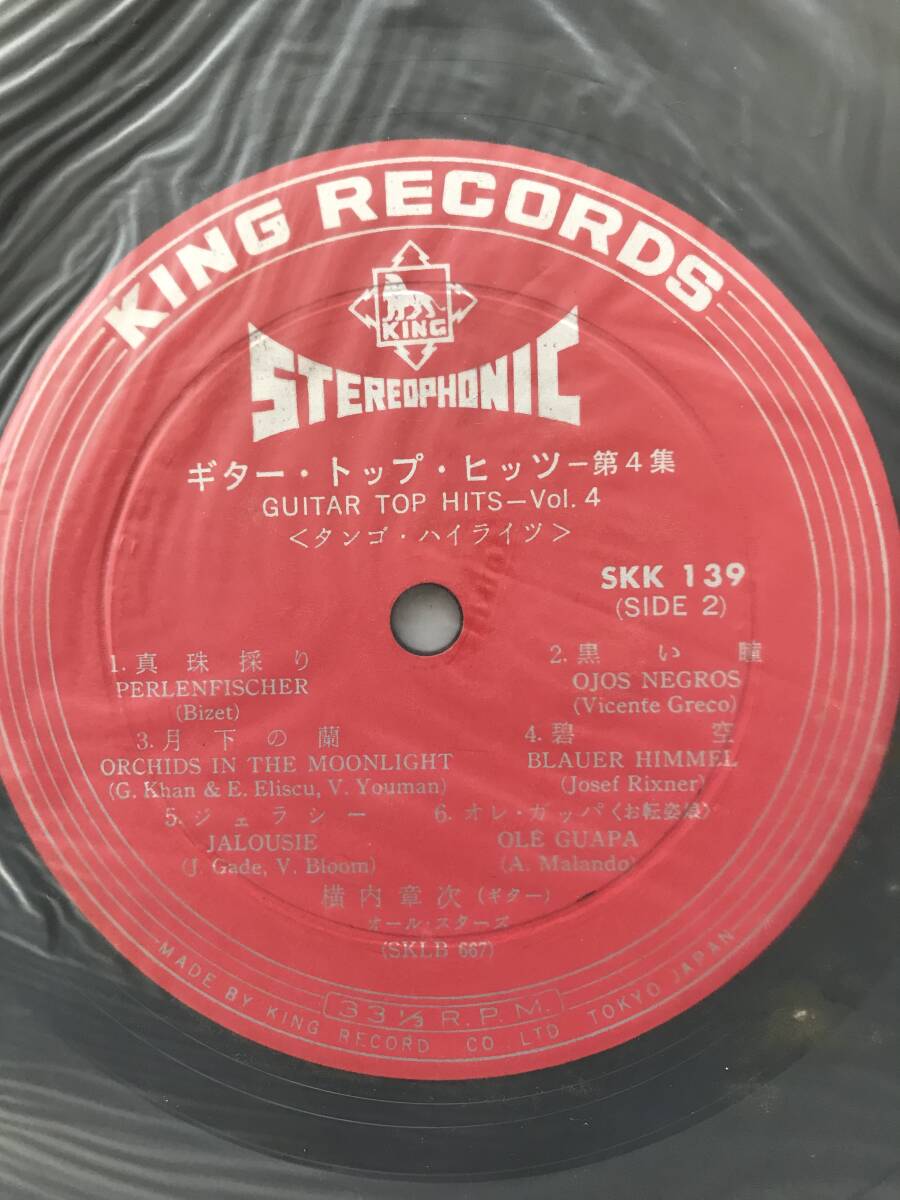 KING RECORDS
KING
STEREOPHONIC
ギター・トップ・ヒッツ－第4集
GUITAR TOP HITS—Vol. 4
＜タンゴ・ハイライツ＞
SKK 139
(SIDE 2)
1. 真珠採り
PERLENFISCHER
(Bizet)
2. 黒い瞳
OJOS NEGROS
(Vicente Greco)
3. 月下の蘭
ORCHIDS IN THE MOONLIGHT
(G. Khan & E. Eliscu, V. Youman)
4. 碧空
BLAUER HIMMEL
(Josef Rixner)
5. ジェラシー
JALOUSIE
(J. Gade, V. Bloom)
6. オレ・ガッパ〈お転姿娘〉
OLE GUAPA
(A. Malando)
横内章次 (ギター)
オール・スターズ
(SKLB 667)
33⅓ R.P.M.
MADE BY KING RECORD CO. LTD TOKYO JAPAN